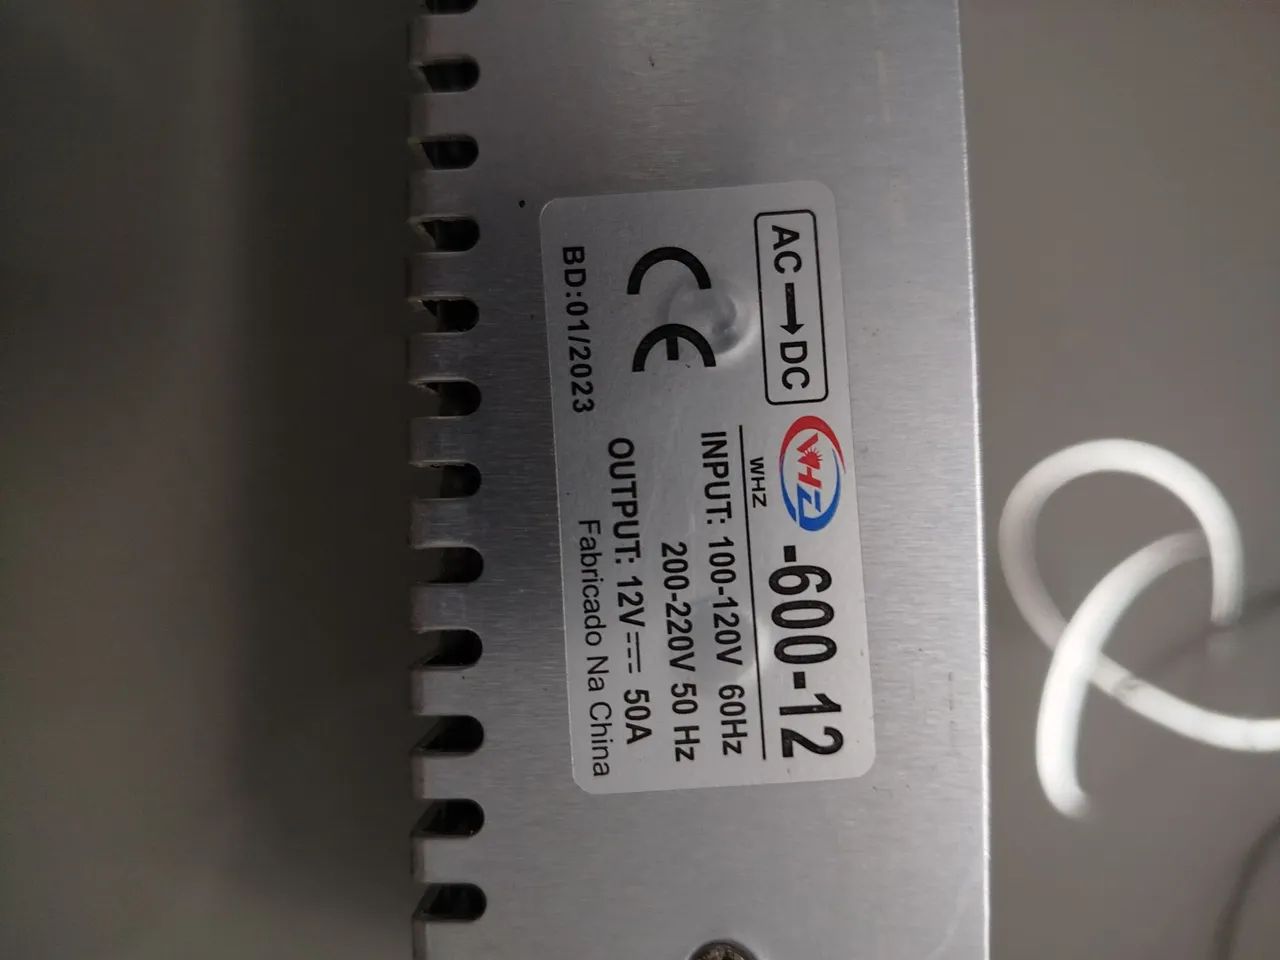 AC→DC
WHZ -600-12
WHZ
CE
INPUT: 100-120V 60Hz
200-220V 50 Hz
OUTPUT: 12V⎓ 50A
BD:01/2023
Fabricado Na China